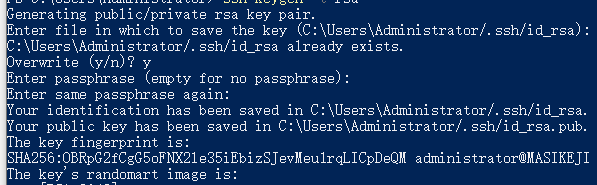 Generating public/private rsa key pair.
Enter file in which to save the key (C:\Users\Administrator/.ssh/id_rsa):
C:\Users\Administrator/.ssh/id_rsa already exists.
Overwrite (y/n)? y
Enter passphrase (empty for no passphrase):
Enter same passphrase again:
Your identification has been saved in C:\Users\Administrator/.ssh/id_rsa.
Your public key has been saved in C:\Users\Administrator/.ssh/id_rsa.pub.
The key fingerprint is:
SHA256:OBRpG2fCgG5oFNX21e35iEbizSJevMeu1rqLICpDeQM administrator@MASIKEJI
The key's randomart image is: